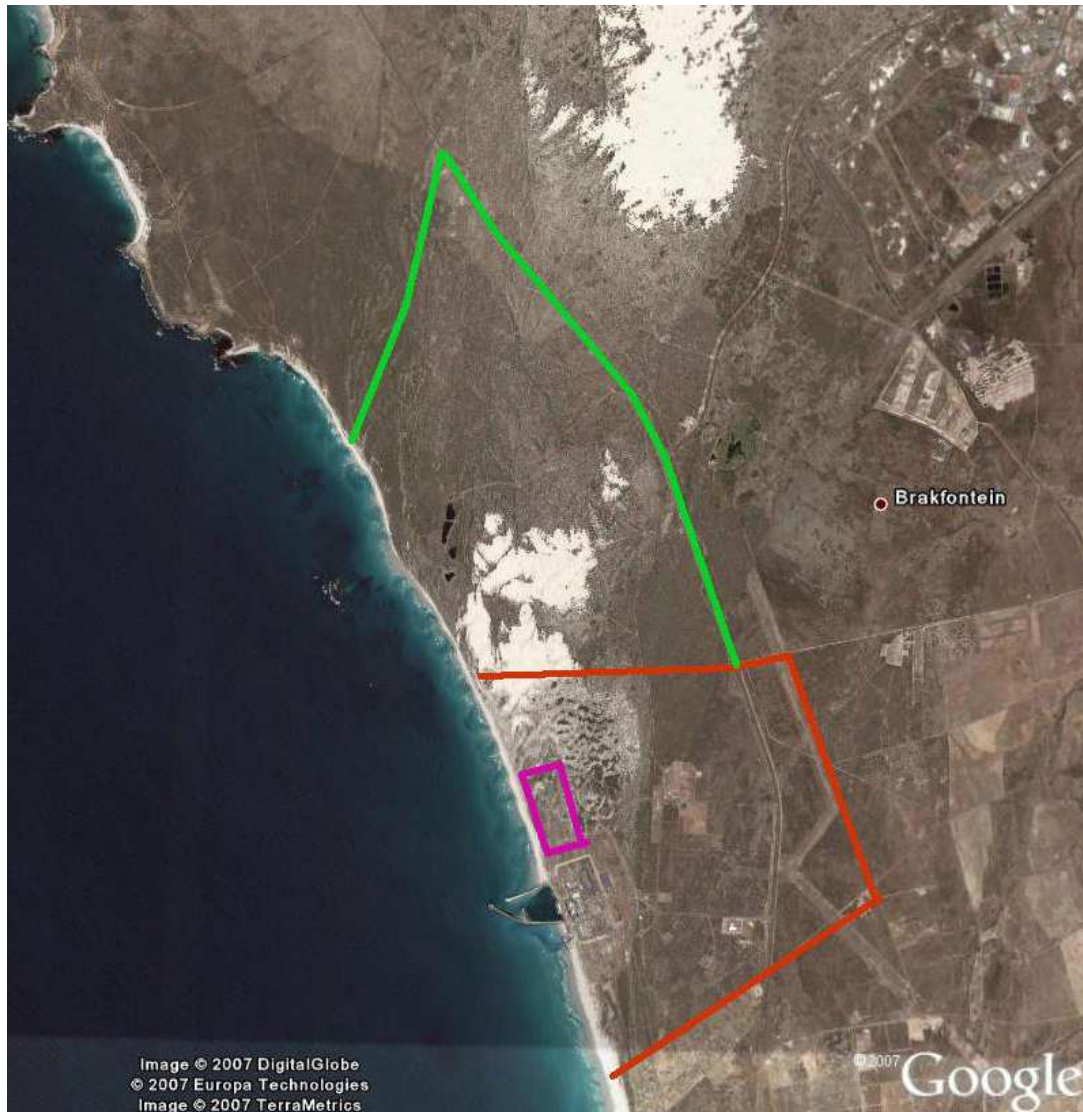 Brakfontein
Image © 2007 DigitalGlobe
© 2007 Europa Technologies
Image © 2007 TerraMetrics
©2007 Google